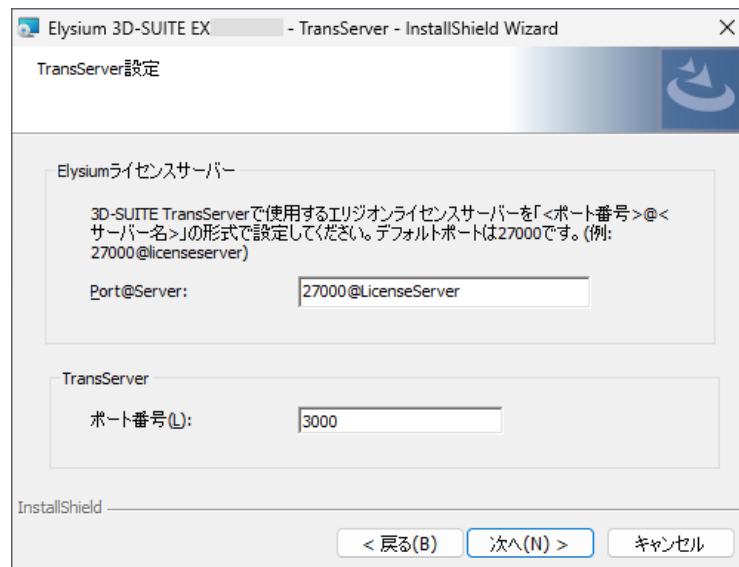 Elysium 3D-SUITE EX - TransServer - InstallShield Wizard
TransServer設定
Elysiumライセンスサーバー
3D-SUITE TransServerで使用するエリジオンライセンスサーバーを「<ポート番号>@<
サーバー名>」の形式で設定してください。デフォルトポートは27000です。(例:
27000@licenseserver)
Port@Server: 27000@LicenseServer
TransServer
ポート番号(L): 3000
InstallShield
< 戻る(B) 次へ(N) > キャンセル